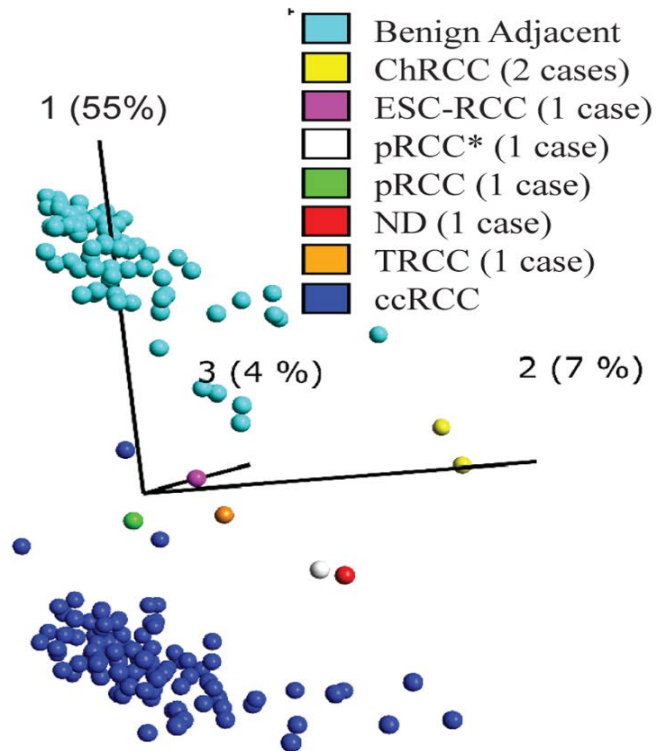 Benign Adjacent
ChRCC (2 cases)
1 (55%)
ESC-RCC (1 case)
pRCC* (1 case)
pRCC (1 case)
ND (1 case)
TRCC (1 case)
ccRCC
3 (4 %)
2 (7 %)